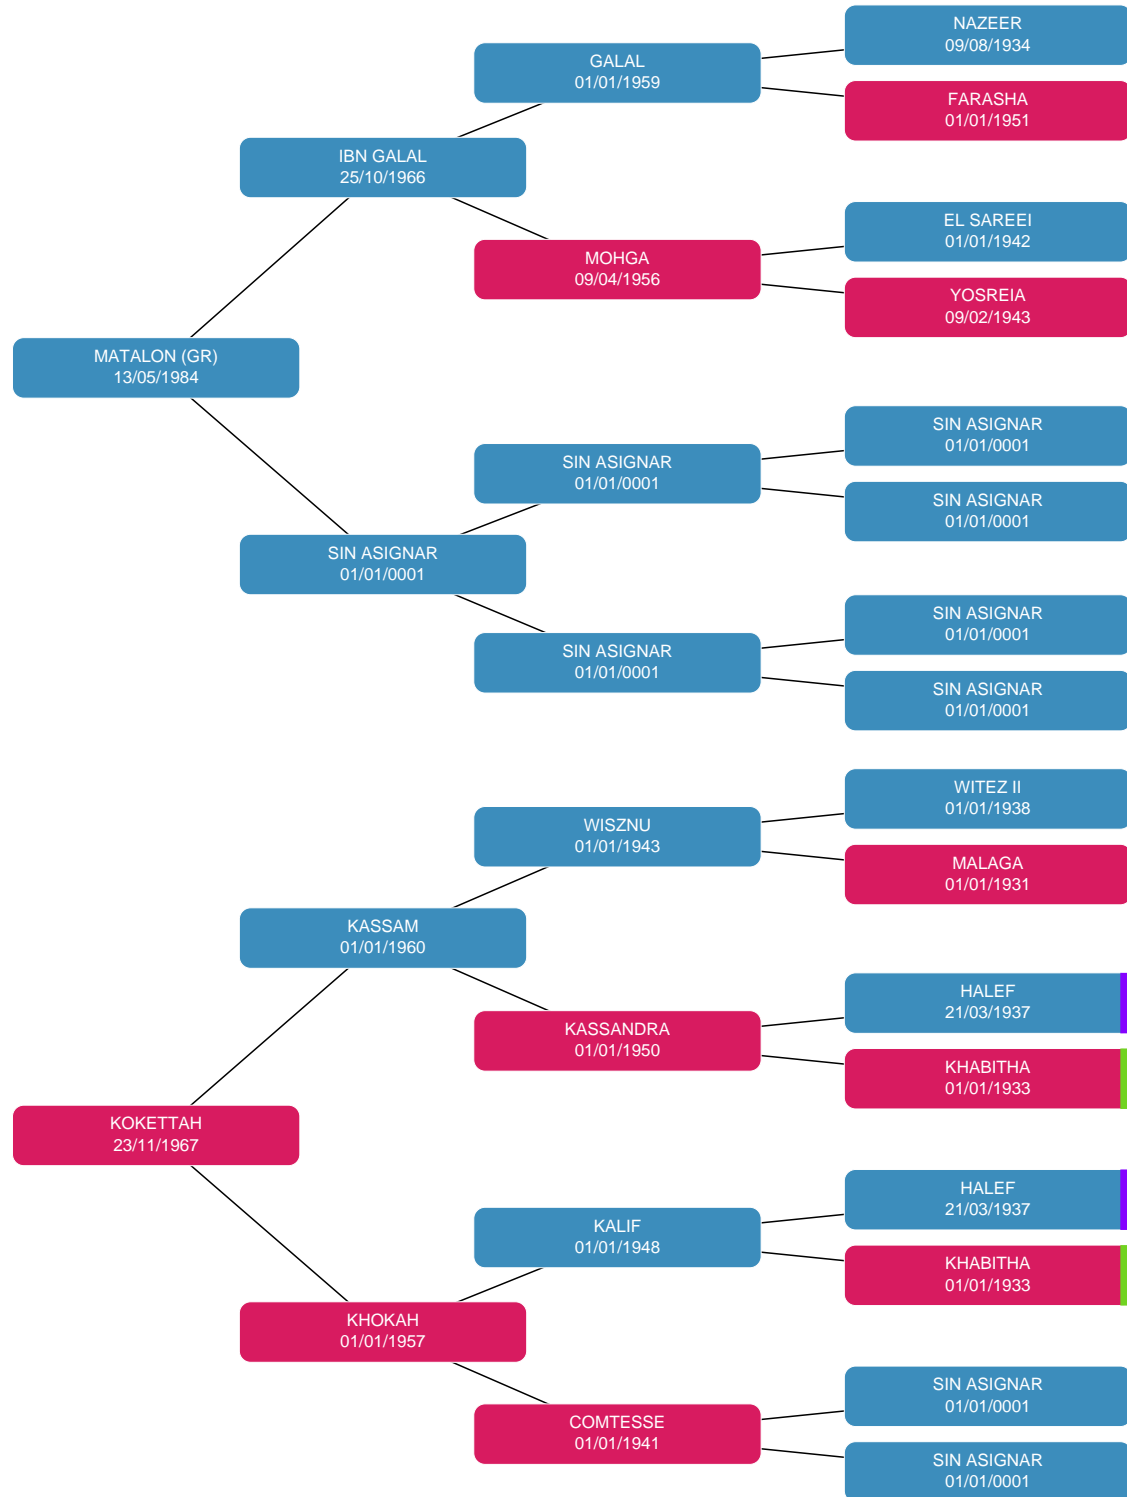 NAZEER
09/08/1934
GALAL
01/01/1959
FARASHA
01/01/1951
IBN GALAL
25/10/1966
EL SAREEI
01/01/1942
MOHGA
09/04/1956
YOSREIA
09/02/1943
MATALON (GR)
13/05/1984
SIN ASIGNAR
01/01/0001
SIN ASIGNAR
01/01/0001
SIN ASIGNAR
01/01/0001
SIN ASIGNAR
01/01/0001
SIN ASIGNAR
01/01/0001
SIN ASIGNAR
01/01/0001
SIN ASIGNAR
01/01/0001
WITEZ II
01/01/1938
WISZNU
01/01/1943
MALAGA
01/01/1931
KASSAM
01/01/1960
HALEF
21/03/1937
KASSANDRA
01/01/1950
KHABITHA
01/01/1933
KOKETTAH
23/11/1967
HALEF
21/03/1937
KALIF
01/01/1948
KHABITHA
01/01/1933
KHOKAH
01/01/1957
SIN ASIGNAR
01/01/0001
COMTESSE
01/01/1941
SIN ASIGNAR
01/01/0001